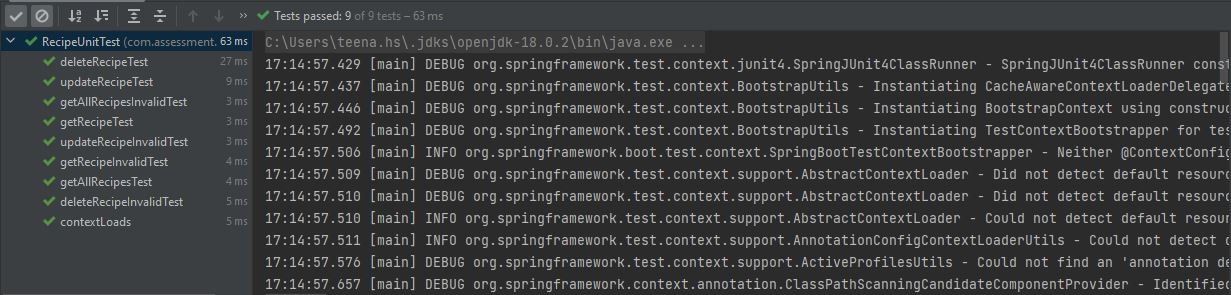 Tests passed: 9 of 9 tests – 63 ms
RecipeUnitTest (com.assessment. 63 ms
deleteRecipeTest 27 ms
updateRecipeTest 9 ms
getAllRecipesInvalidTest 3 ms
getRecipeTest 3 ms
updateRecipeInvalidTest 3 ms
getRecipeInvalidTest 4 ms
getAllRecipesTest 4 ms
deleteRecipeInvalidTest 5 ms
contextLoads 5 ms
C:\Users\teena.hs\.jdks\openjdk-18.0.2\bin\java.exe ...
17:14:57.429 [main] DEBUG org.springframework.test.context.junit4.SpringJUnit4ClassRunner - SpringJUnit4ClassRunner const
17:14:57.437 [main] DEBUG org.springframework.test.context.BootstrapUtils - Instantiating CacheAwareContextLoaderDelegate
17:14:57.446 [main] DEBUG org.springframework.test.context.BootstrapUtils - Instantiating BootstrapContext using construc
17:14:57.492 [main] DEBUG org.springframework.test.context.BootstrapUtils - Instantiating TestContextBootstrapper for tes
17:14:57.506 [main] INFO org.springframework.boot.test.context.SpringBootTestContextBootstrapper - Neither @ContextConfig
17:14:57.509 [main] DEBUG org.springframework.test.context.support.AbstractContextLoader - Did not detect default resourc
17:14:57.510 [main] DEBUG org.springframework.test.context.support.AbstractContextLoader - Did not detect default resourc
17:14:57.510 [main] INFO org.springframework.test.context.support.AbstractContextLoader - Could not detect default resour
17:14:57.511 [main] INFO org.springframework.test.context.support.AnnotationConfigContextLoaderUtils - Could not detect d
17:14:57.576 [main] DEBUG org.springframework.test.context.support.ActiveProfilesUtils - Could not find an 'annotation de
17:14:57.657 [main] DEBUG org.springframework.context.annotation.ClassPathScanningCandidateComponentProvider - Identifie